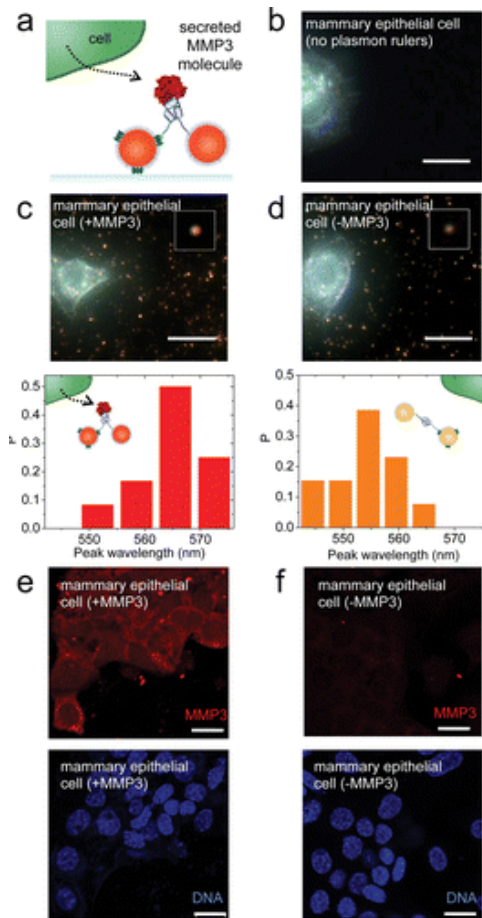 a
cell
secreted
MMP3
molecule
b
mammary epithelial cell
(no plasmon rulers)
c
mammary epithelial
cell (+MMP3)
d
mammary epithelial
cell (-MMP3)
0.5
0.4
0.3
0.2
0.1
0.0
P
550
560
570
Peak wavelength (nm)
0.5
0.4
0.3
0.2
0.1
0.0
P
550
560
570
Peak wavelength (nm)
e
mammary epithelial
cell (+MMP3)
MMP3
f
mammary epithelial
cell (-MMP3)
MMP3
mammary epithelial
cell (+MMP3)
DNA
mammary epithelial
cell (-MMP3)
DNA